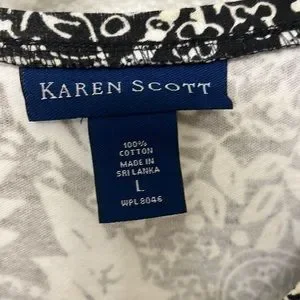 KAREN SCOTT
100%
COTTON
MADE IN
SRI LANKA
L
WPL 8046